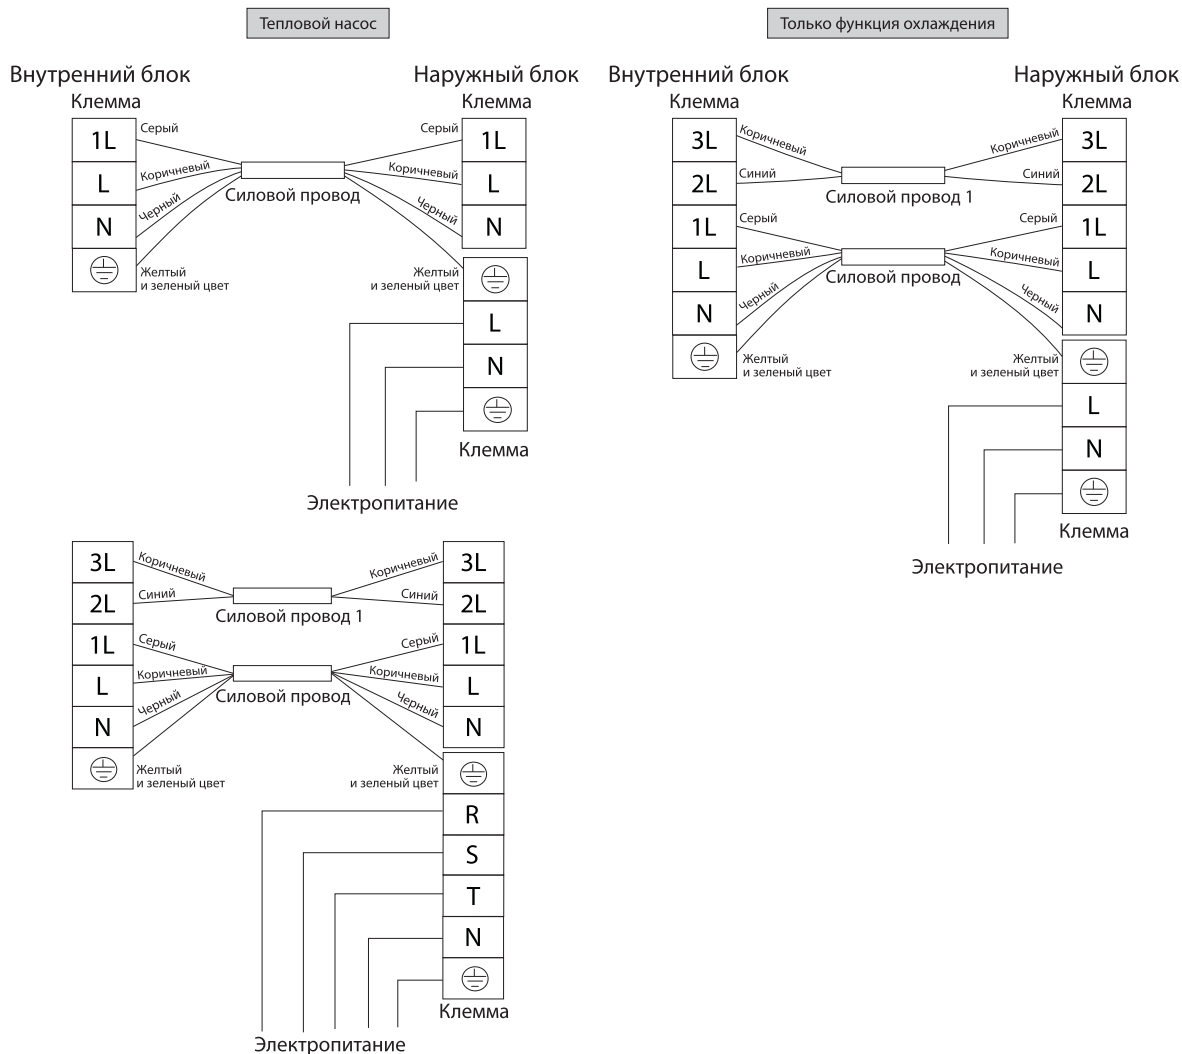 Тепловой насос
Внутренний блок
Наружный блок
Клемма
Клемма
1L
Серый
Серый
1L
L
Коричневый
Коричневый
L
Силовой провод
N
Черный
Черный
N
Желтый
и зеленый цвет
Желтый
и зеленый цвет
L
N
Клемма
Электропитание
Только функция охлаждения
Внутренний блок
Наружный блок
Клемма
Клемма
3L
Коричневый
Коричневый
3L
2L
Синий
Синий
2L
Силовой провод 1
1L
Серый
Серый
1L
L
Коричневый
Коричневый
L
Силовой провод
N
Черный
Черный
N
Желтый
и зеленый цвет
Желтый
и зеленый цвет
L
N
Клемма
Электропитание
3L
Коричневый
Коричневый
3L
2L
Синий
Синий
2L
Силовой провод 1
1L
Серый
Серый
1L
L
Коричневый
Коричневый
L
Силовой провод
N
Черный
Черный
N
Желтый
и зеленый цвет
Желтый
и зеленый цвет
R
S
T
N
Клемма
Электропитание